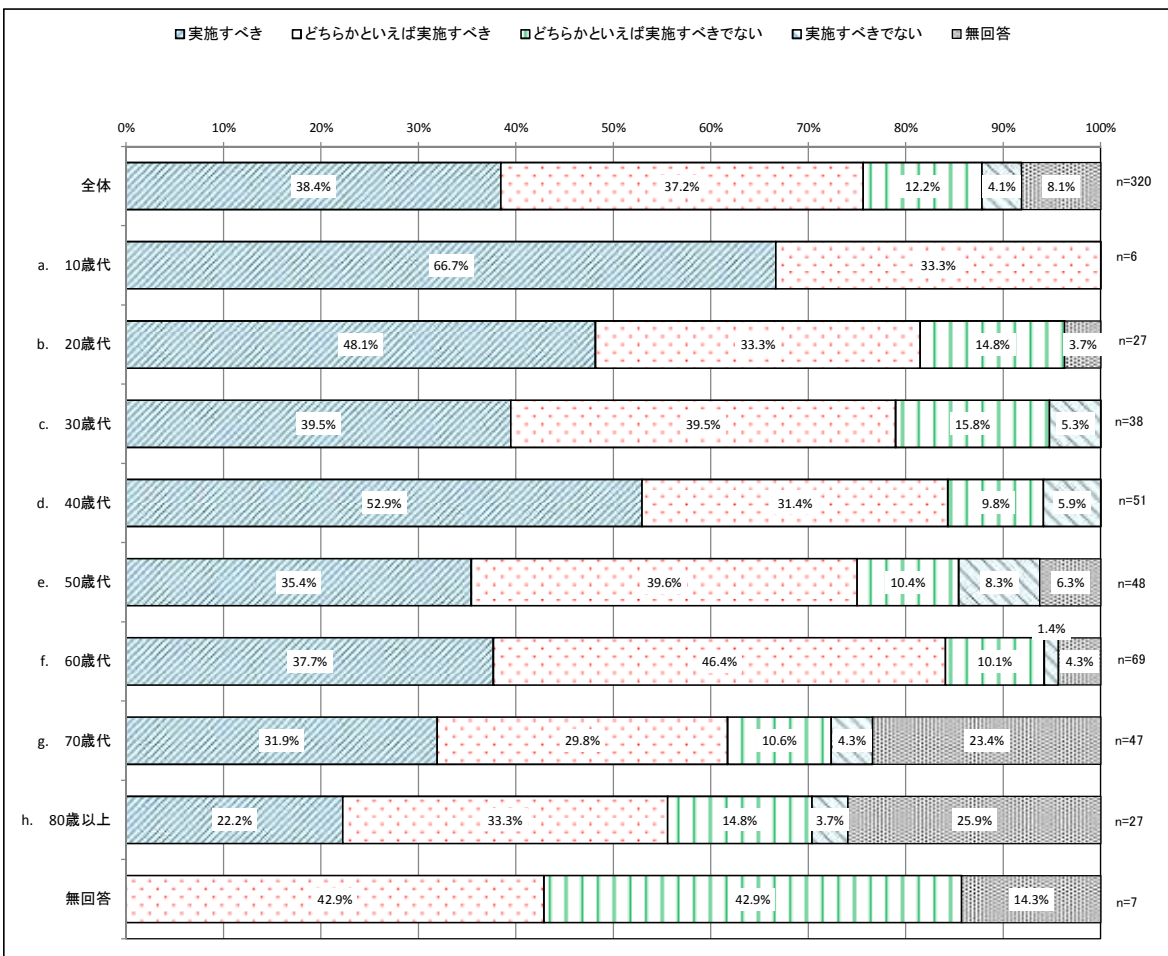 実施すべき どちらかといえば実施すべき どちらかといえば実施すべきでない 実施すべきでない 無回答
0% 10% 20% 30% 40% 50% 60% 70% 80% 90% 100%
全体 38.4% 37.2% 12.2% 4.1% 8.1% n=320
a. 10歳代 66.7% 33.3% n=6
b. 20歳代 48.1% 33.3% 14.8% 3.7% n=27
c. 30歳代 39.5% 39.5% 15.8% 5.3% n=38
d. 40歳代 52.9% 31.4% 9.8% 5.9% n=51
e. 50歳代 35.4% 39.6% 10.4% 8.3% 6.3% n=48
1.4%
f. 60歳代 37.7% 46.4% 10.1% 4.3% n=69
g. 70歳代 31.9% 29.8% 10.6% 4.3% 23.4% n=47
h. 80歳以上 22.2% 33.3% 14.8% 3.7% 25.9% n=27
無回答 42.9% 42.9% 14.3% n=7